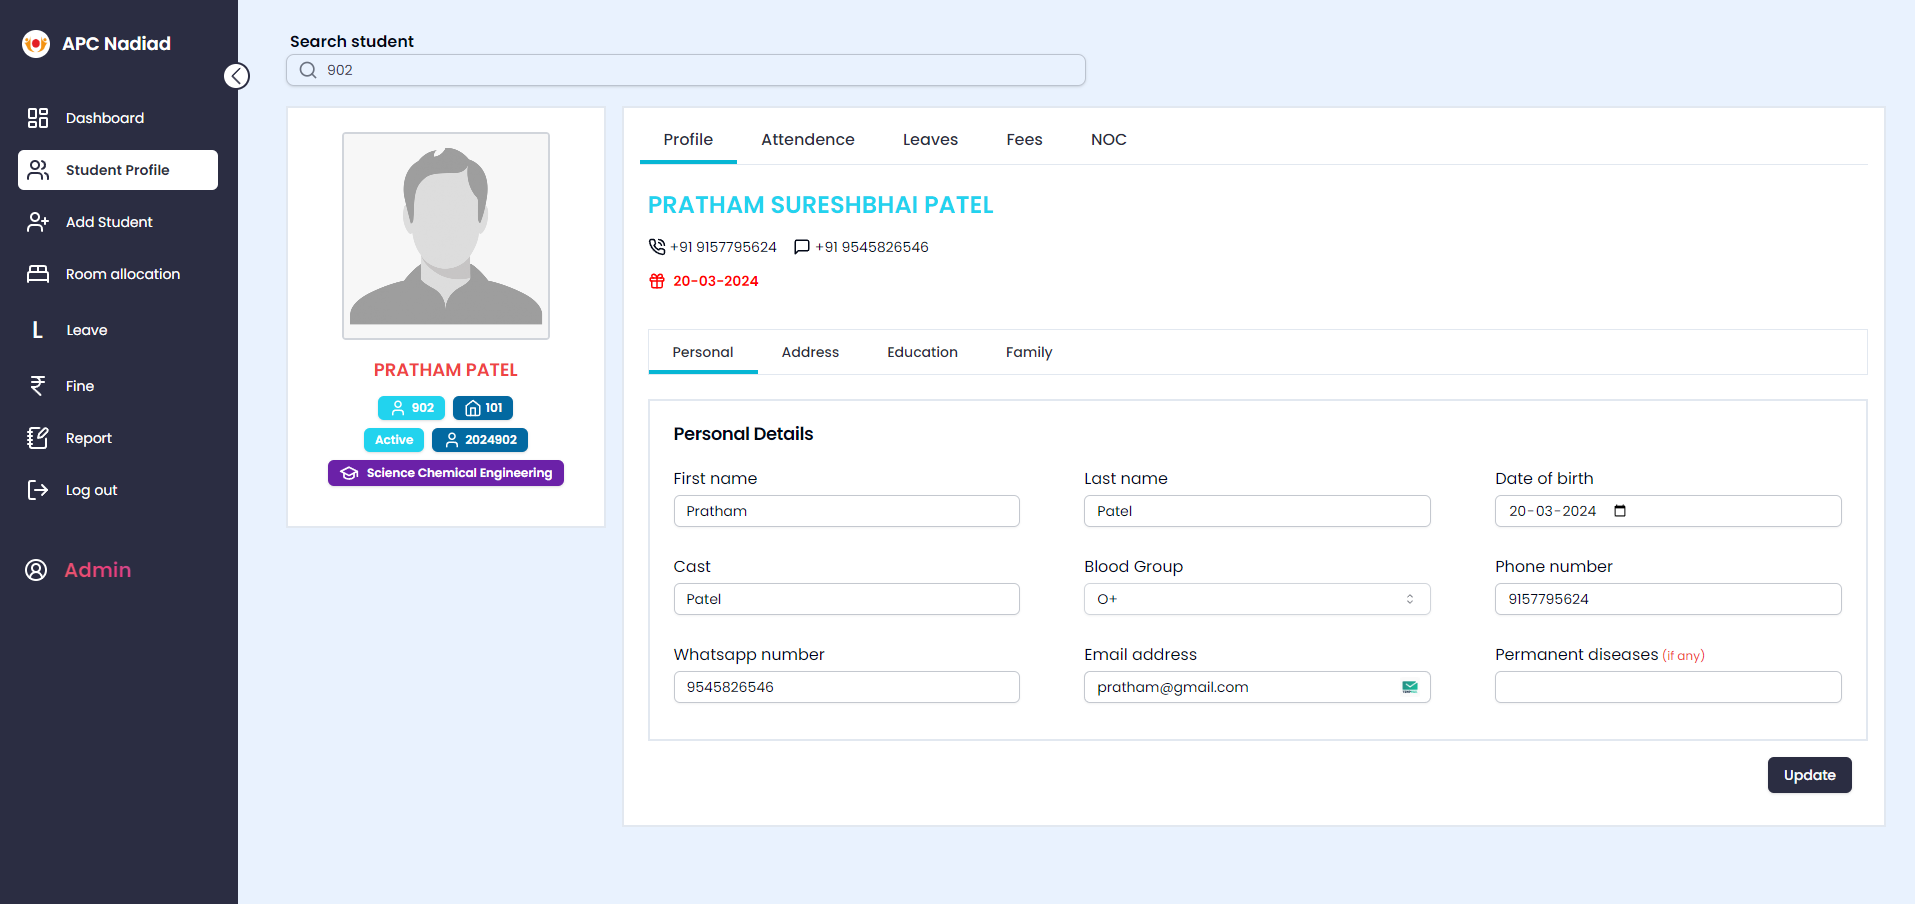 APC Nadiad
Dashboard
Student Profile
Add Student
Room allocation
L Leave
Fine
Report
Log out
Admin
Search student
902
PRATHAM PATEL
902 101
Active 2024902
Science Chemical Engineering
Profile Attendence Leaves Fees NOC
PRATHAM SURESHBHAI PATEL
+91 9157795624 +91 9545826546
20-03-2024
Personal Address Education Family
Personal Details
First name Last name Date of birth
Pratham Patel 20-03-2024
Cast Blood Group Phone number
Patel O+ 9157795624
Whatsapp number Email address Permanent diseases (if any)
9545826546 pratham@gmail.com
Update